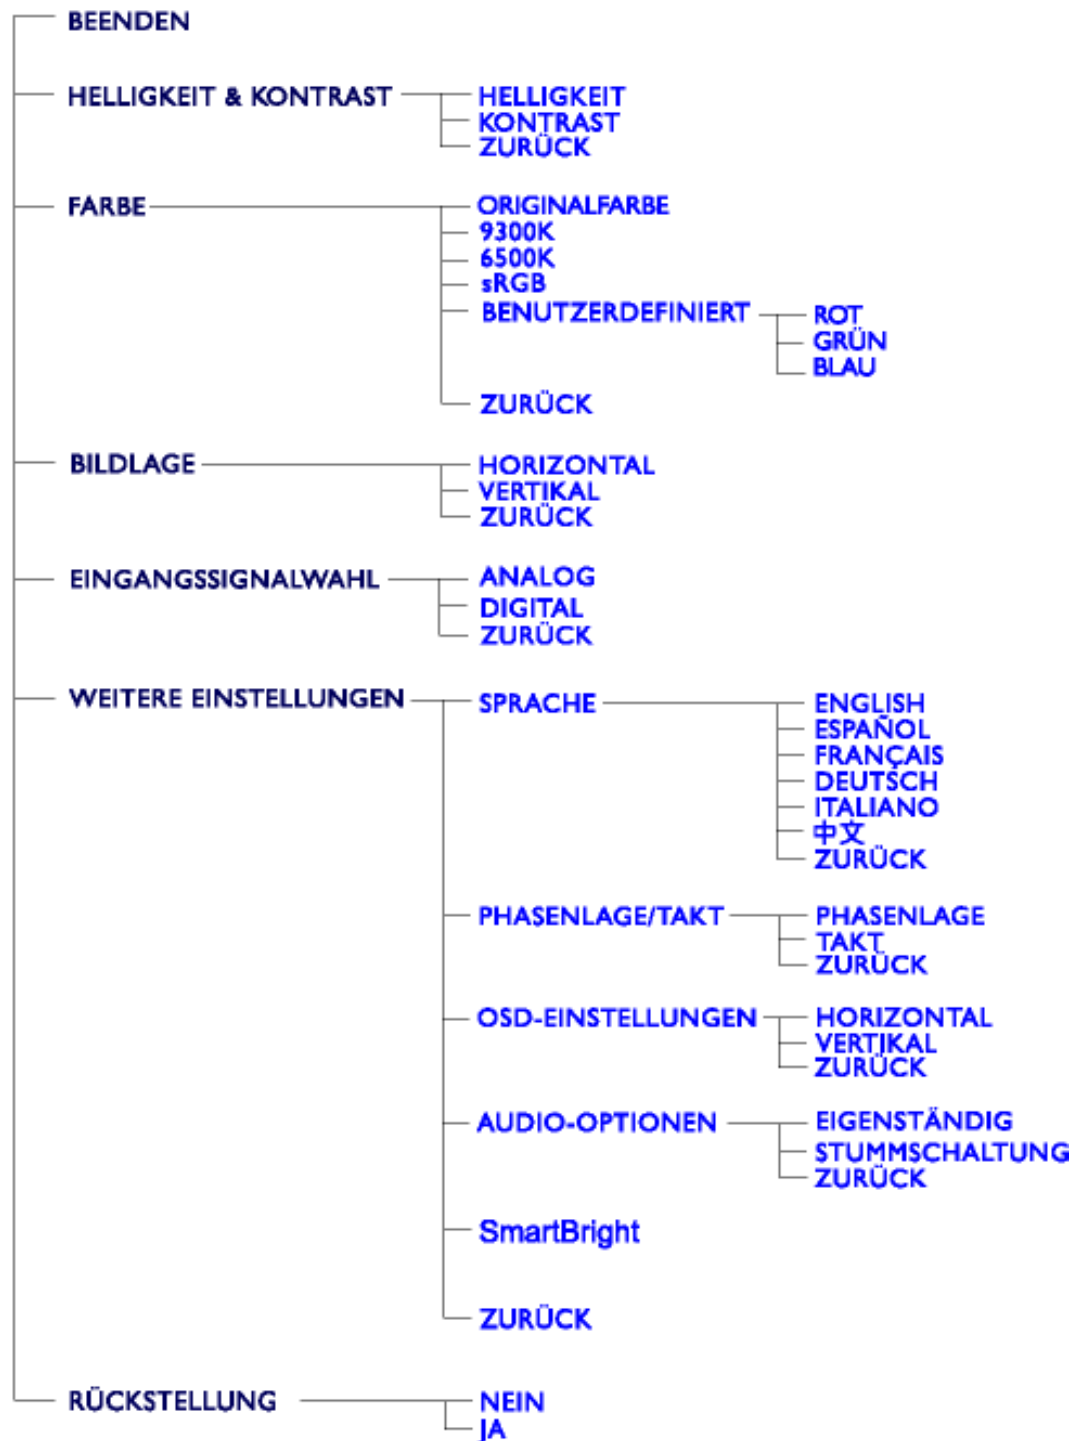 BEENDEN
HELLIGKEIT & KONTRAST
HELLIGKEIT
KONTRAST
ZURÜCK
FARBE
ORIGINALFARBE
9300K
6500K
sRGB
BENUTZERDEFINIERT
ROT
GRÜN
BLAU
ZURÜCK
BILDLAGE
HORIZONTAL
VERTIKAL
ZURÜCK
EINGANGSSIGNALWAHL
ANALOG
DIGITAL
ZURÜCK
WEITERE EINSTELLUNGEN
SPRACHE
ENGLISH
ESPAÑOL
FRANÇAIS
DEUTSCH
ITALIANO
中文
ZURÜCK
PHASENLAGE/TAKT
PHASENLAGE
TAKT
ZURÜCK
OSD-EINSTELLUNGEN
HORIZONTAL
VERTIKAL
ZURÜCK
AUDIO-OPTIONEN
EIGENSTÄNDIG
STUMMSCHALTUNG
ZURÜCK
SmartBright
ZURÜCK
RÜCKSTELLUNG
NEIN
JA